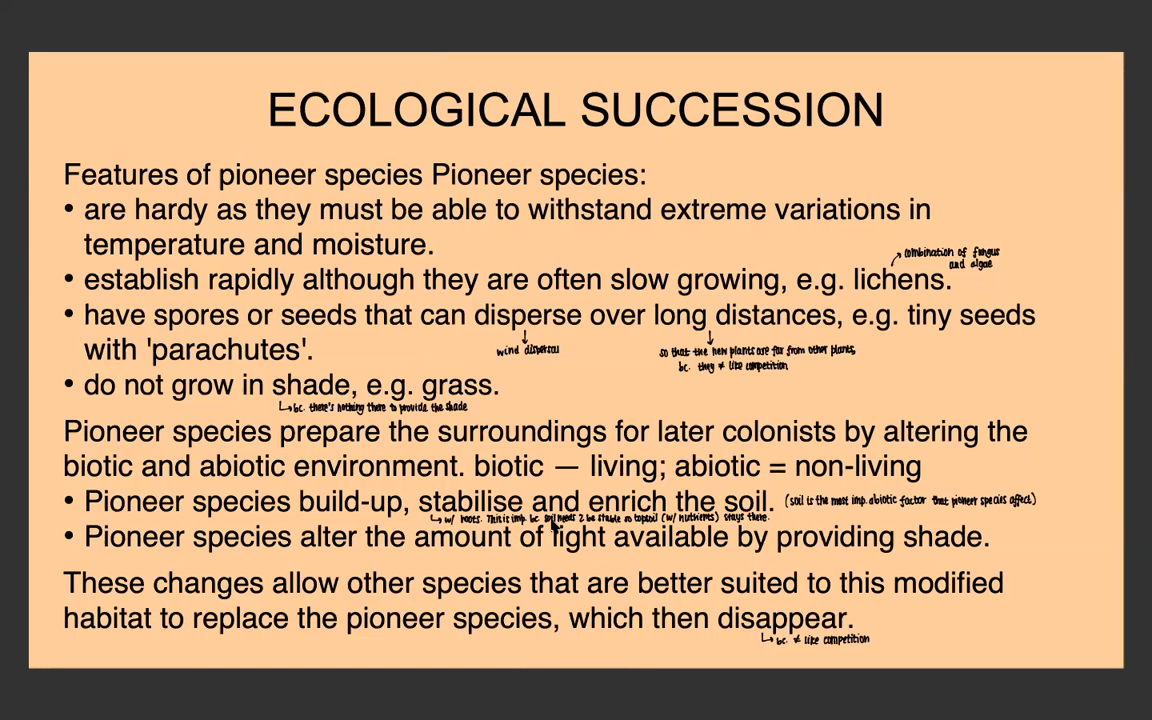 ECOLOGICAL SUCCESSION
Features of pioneer species Pioneer species:
• are hardy as they must be able to withstand extreme variations in
temperature and moisture.
combination of fungus
and algae
• establish rapidly although they are often slow growing, e.g. lichens.
• have spores or seeds that can disperse over long distances, e.g. tiny seeds
with 'parachutes'.
wind dispersal
so that the new plants are far from other plants
bc. they ≠ like competition
• do not grow in shade, e.g. grass.
↳ bc. there's nothing there to provide the shade
Pioneer species prepare the surroundings for later colonists by altering the
biotic and abiotic environment. biotic — living; abiotic = non-living
• Pioneer species build-up, stabilise and enrich the soil. (soil is the most imp. abiotic factor that pioneer species affect)
↳ w/ roots. This is imp. bc. soil needs 2 be stable so topsoil (w/ nutrients) stays there.
• Pioneer species alter the amount of light available by providing shade.
These changes allow other species that are better suited to this modified
habitat to replace the pioneer species, which then disappear.
↳ bc. ≠ like competition